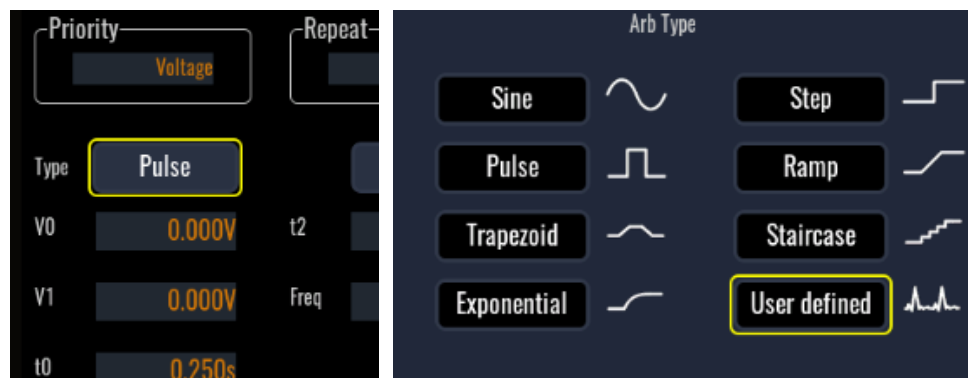 Priority
Repeat
Voltage
Type
Pulse
V0
0.000V
t2
V1
0.000V
Freq
t0
0.250s
Arb Type
Sine
Step
Pulse
Ramp
Trapezoid
Staircase
Exponential
User defined